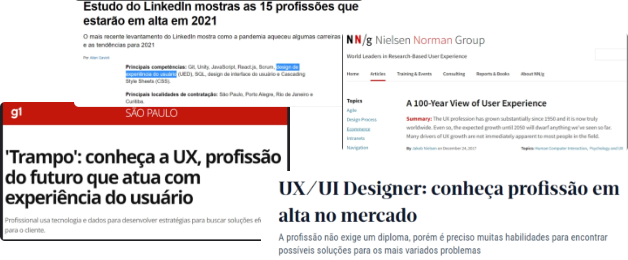 Estudo do LinkedIn mostras as 15 profissões que
estarão em alta em 2021
O mais recente levantamento do LinkedIn mostra como a pandemia aqueceu algumas carreiras
e as tendências para 2021
Principais competências: Git, Unity, JavaScript, React.js, Scrum, design de
experiência do usuário (UED), SQL, design de interface do usuário e Cascading
Style Sheets (CSS).
Principais localidades de contratação: São Paulo, Porto Alegre, Rio de Janeiro e
Curitiba.
NN/g Nielsen Norman Group
World Leaders in Research-Based User Experience
Home Articles Training & Events Consulting Reports & Books About NN/g
Topics
Agile
Design Process
Ecommerce
Intranets
Navigation
A 100-Year View of User Experience
Summary: The UX profession has grown substantially since 1950 and it is now truly
worldwide. Even so, the expected growth until 2050 will dwarf anything we've seen so far.
Many drivers of UX growth are not immediately apparent to most people in the field.
By Jakob Nielsen on December 24, 2017
Topics: Human Computer Interaction, Psychology and UX
g1 SÃO PAULO
'Trampo': conheça a UX, profissão
do futuro que atua com
experiência do usuário
Profissional usa tecnologia e dados para desenvolver estratégias para buscar soluções
para o cliente.
UX/UI Designer: conheça profissão em
alta no mercado
A profissão não exige um diploma, porém é preciso muitas habilidades para encontrar
possíveis soluções para os mais variados problemas